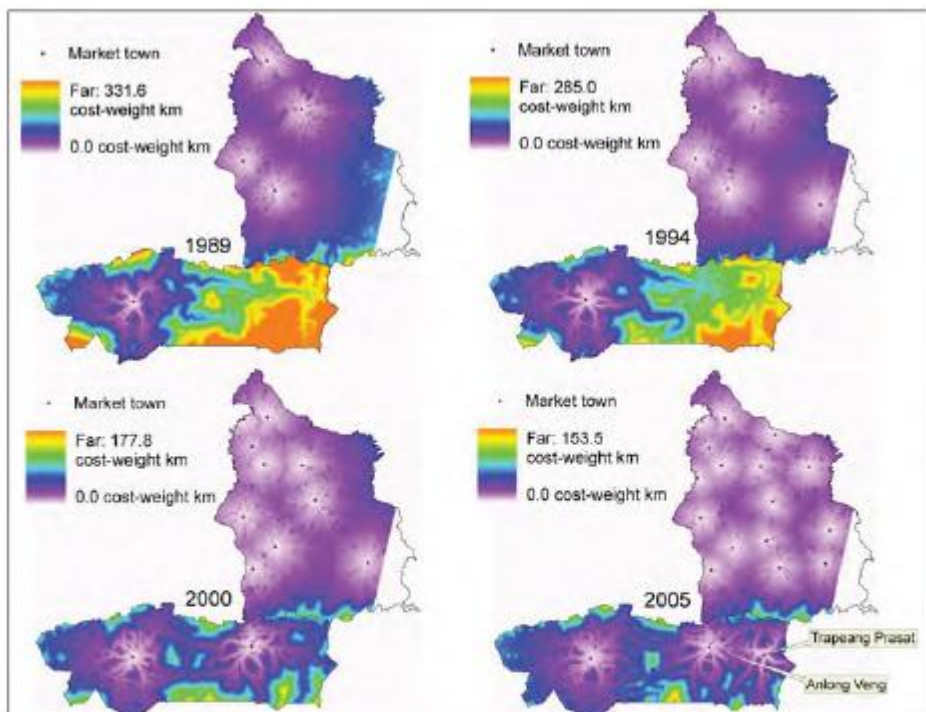 Market town
Far: 331.6
cost-weight km
0.0 cost-weight km
1989
Market town
Far: 285.0
cost-weight km
0.0 cost-weight km
1994
Market town
Far: 177.8
cost-weight km
0.0 cost-weight km
2000
Market town
Far: 153.5
cost-weight km
0.0 cost-weight km
2005
Trapeang Prasat
Anlong Veng